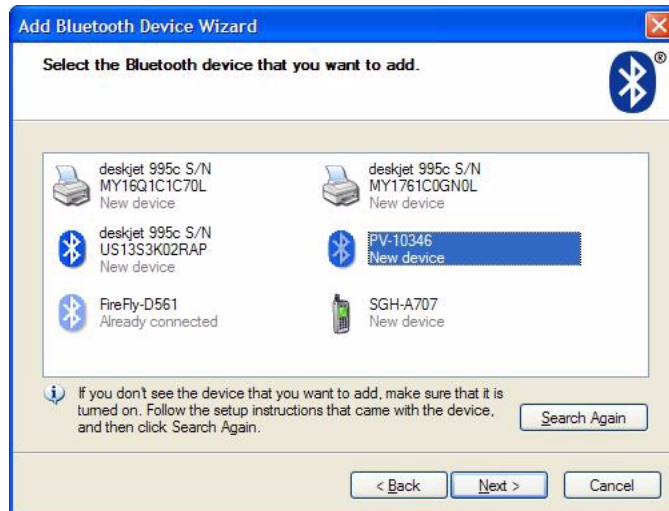 Add Bluetooth Device Wizard
Select the Bluetooth device that you want to add.
®
deskjet 995c S/N
MY16Q1C1C70L
New device
deskjet 995c S/N
MY1761C0GN0L
New device
deskjet 995c S/N
US13S3K02RAP
New device
PV-10346
New device
FireFly-D561
Already connected
SGH-A707
New device
If you don't see the device that you want to add, make sure that it is
turned on. Follow the setup instructions that came with the device,
and then click Search Again.
Search Again
< Back
Next >
Cancel